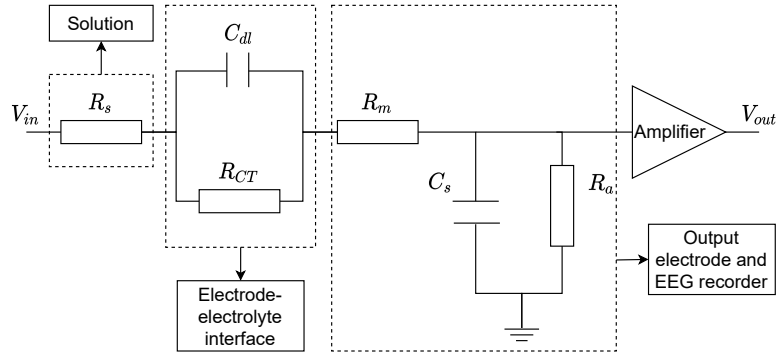 Solution
C_dl
V_in
R_s
R_m
Amplifier
V_out
R_CT
C_s
R_a
Output
electrode and
EEG recorder
Electrode-
electrolyte
interface